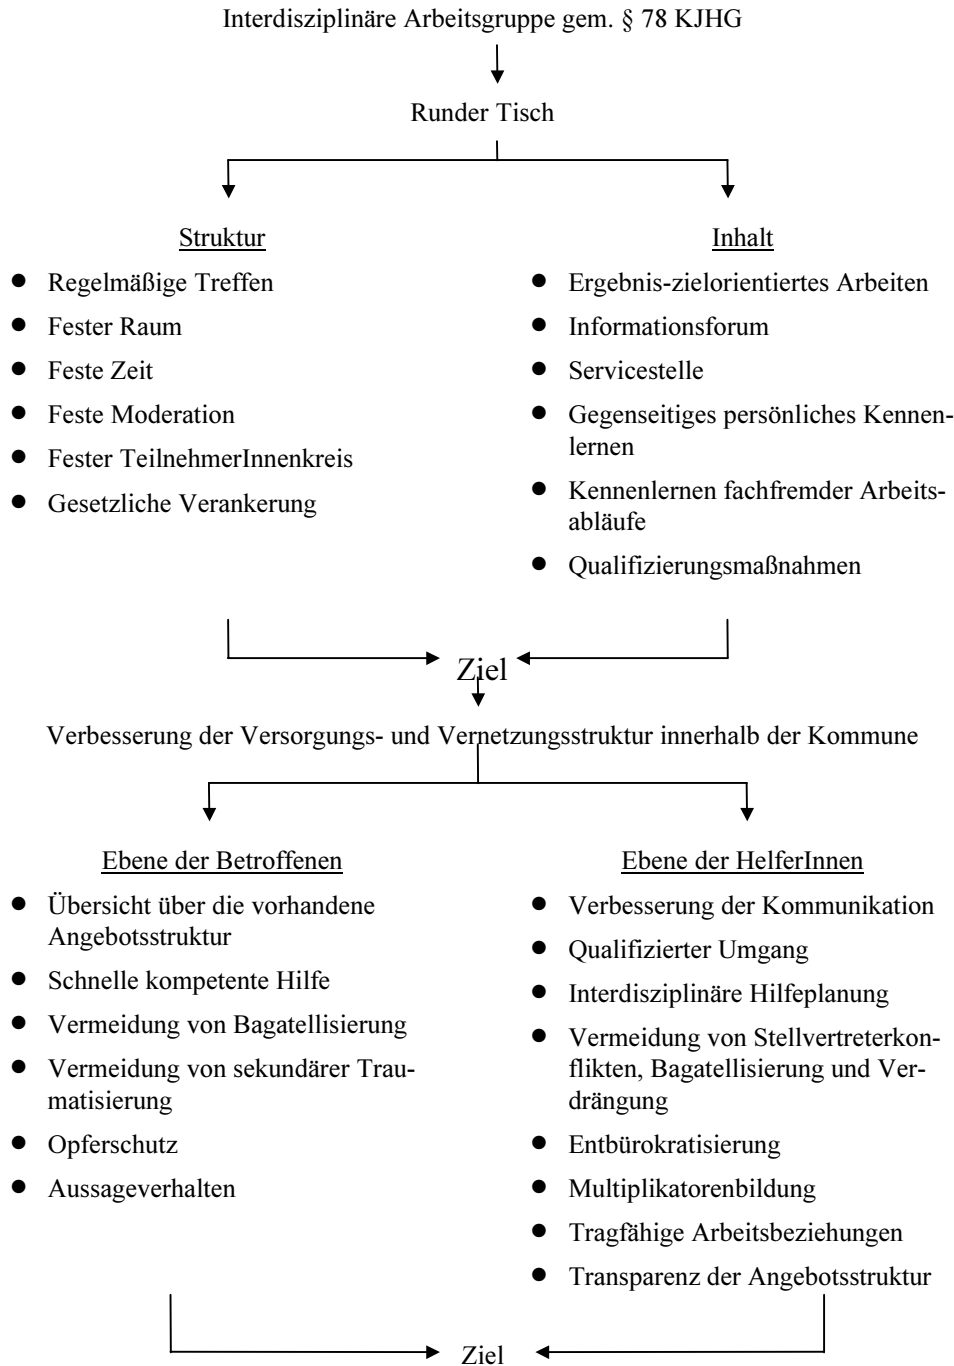 Interdisziplinäre Arbeitsgruppe gem. § 78 KJHG
Runder Tisch
Struktur
● Regelmäßige Treffen
● Fester Raum
● Feste Zeit
● Feste Moderation
● Fester TeilnehmerInnenkreis
● Gesetzliche Verankerung
Inhalt
● Ergebnis-zielorientiertes Arbeiten
● Informationsforum
● Servicestelle
● Gegenseitiges persönliches Kennen-
lernen
● Kennenlernen fachfremder Arbeits-
abläufe
● Qualifizierungsmaßnahmen
Ziel
Verbesserung der Versorgungs- und Vernetzungsstruktur innerhalb der Kommune
Ebene der Betroffenen
● Übersicht über die vorhandene
Angebotsstruktur
● Schnelle kompetente Hilfe
● Vermeidung von Bagatellisierung
● Vermeidung von sekundärer Trau-
matisierung
● Opferschutz
● Aussageverhalten
Ebene der HelferInnen
● Verbesserung der Kommunikation
● Qualifizierter Umgang
● Interdisziplinäre Hilfeplanung
● Vermeidung von Stellvertreterkon-
flikten, Bagatellisierung und Ver-
drängung
● Entbürokratisierung
● Multiplikatorenbildung
● Tragfähige Arbeitsbeziehungen
● Transparenz der Angebotsstruktur
Ziel